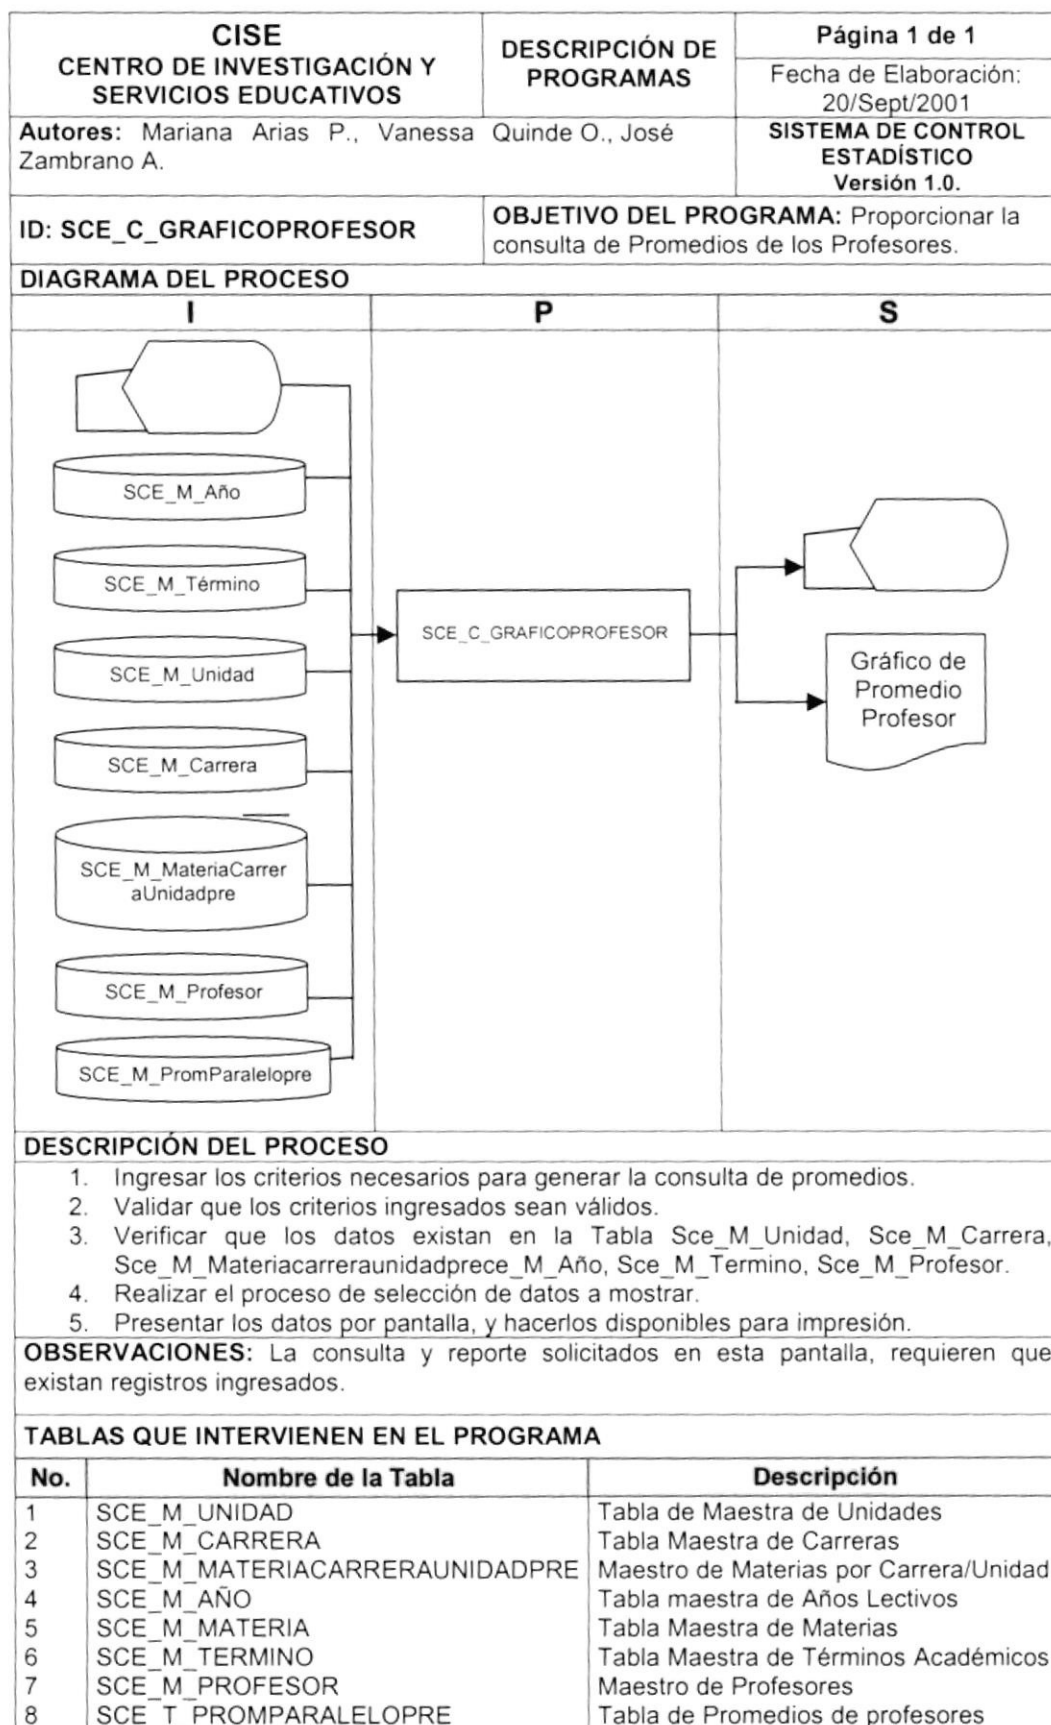 CISE
CENTRO DE INVESTIGACIÓN Y
SERVICIOS EDUCATIVOS
DESCRIPCIÓN DE
PROGRAMAS
Página 1 de 1
Fecha de Elaboración:
20/Sept/2001
Autores: Mariana Arias P., Vanessa Quinde O., José
Zambrano A.
SISTEMA DE CONTROL
ESTADÍSTICO
Versión 1.0.
ID: SCE_C_GRAFICOPROFESOR
OBJETIVO DEL PROGRAMA: Proporcionar la
consulta de Promedios de los Profesores.
DIAGRAMA DEL PROCESO
I
P
S
SCE_M_Año
SCE_M_Término
SCE_M_Unidad
SCE_M_Carrera
SCE_M_MateriaCarrer
aUnidadpre
SCE_M_Profesor
SCE_M_PromParalelopre
SCE_C_GRAFICOPROFESOR
Gráfico de
Promedio
Profesor
DESCRIPCIÓN DEL PROCESO
1. Ingresar los criterios necesarios para generar la consulta de promedios.
2. Validar que los criterios ingresados sean válidos.
3. Verificar que los datos existan en la Tabla Sce_M_Unidad, Sce_M_Carrera,
Sce_M_Materiacarreraunidadprece_M_Año, Sce_M_Termino, Sce_M_Profesor.
4. Realizar el proceso de selección de datos a mostrar.
5. Presentar los datos por pantalla, y hacerlos disponibles para impresión.
OBSERVACIONES: La consulta y reporte solicitados en esta pantalla, requieren que
existan registros ingresados.
TABLAS QUE INTERVIENEN EN EL PROGRAMA
No. Nombre de la Tabla Descripción
1 SCE_M_UNIDAD Tabla de Maestra de Unidades
2 SCE_M_CARRERA Tabla Maestra de Carreras
3 SCE_M_MATERIACARRERAUNIDADPRE Maestro de Materias por Carrera/Unidad
4 SCE_M_AÑO Tabla maestra de Años Lectivos
5 SCE_M_MATERIA Tabla Maestra de Materias
6 SCE_M_TERMINO Tabla Maestra de Términos Académicos
7 SCE_M_PROFESOR Maestro de Profesores
8 SCE_T_PROMPARALELOPRE Tabla de Promedios de profesores